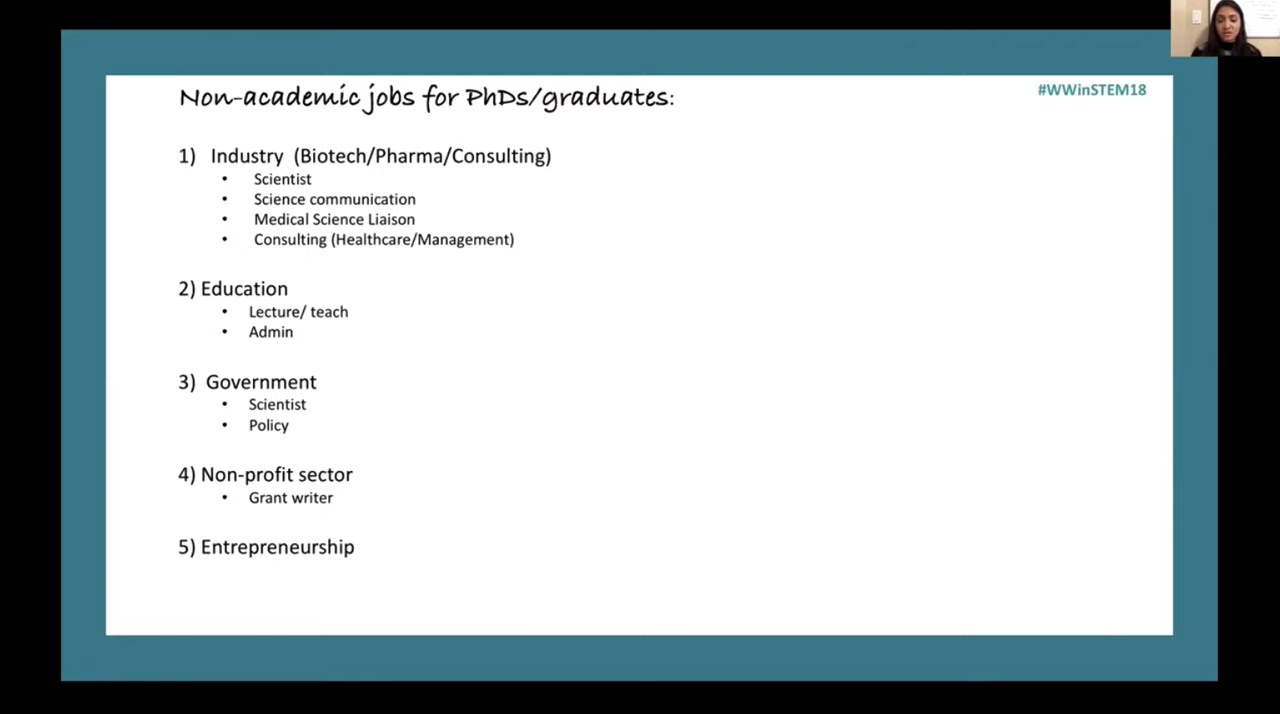 Non-academic jobs for PhDs/graduates:
#WWinSTEM18
1) Industry (Biotech/Pharma/Consulting)
• Scientist
• Science communication
• Medical Science Liaison
• Consulting (Healthcare/Management)
2) Education
• Lecture/ teach
• Admin
3) Government
• Scientist
• Policy
4) Non-profit sector
• Grant writer
5) Entrepreneurship